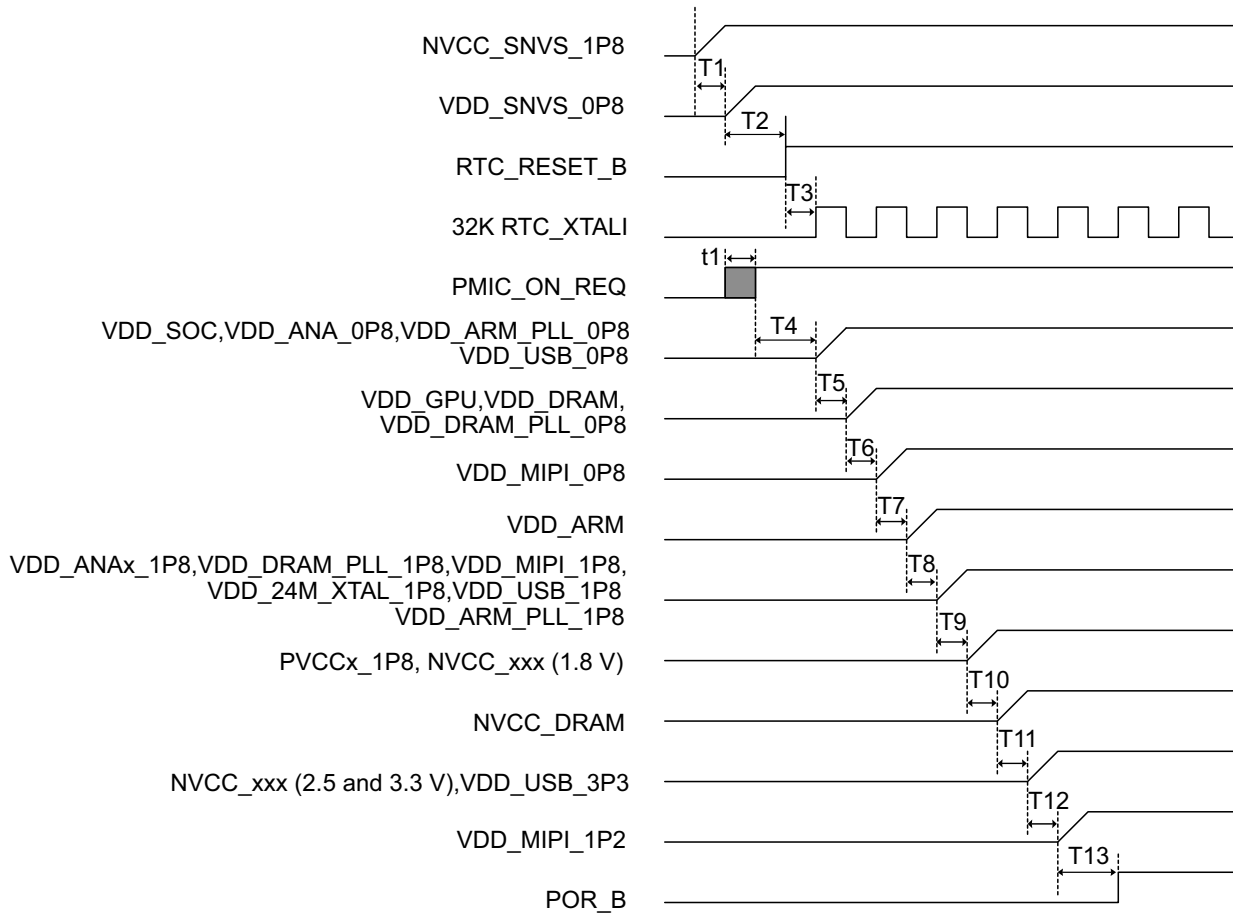 NVCC_SNVS_1P8
T1
VDD_SNVS_0P8
T2
RTC_RESET_B
T3
32K RTC_XTALI
t1
PMIC_ON_REQ
T4
VDD_SOC,VDD_ANA_0P8,VDD_ARM_PLL_0P8
VDD_USB_0P8
T5
VDD_GPU,VDD_DRAM,
VDD_DRAM_PLL_0P8
T6
VDD_MIPI_0P8
T7
VDD_ARM
T8
VDD_ANAx_1P8,VDD_DRAM_PLL_1P8,VDD_MIPI_1P8,
VDD_24M_XTAL_1P8,VDD_USB_1P8
VDD_ARM_PLL_1P8
T9
PVCCx_1P8, NVCC_xxx (1.8 V)
T10
NVCC_DRAM
T11
NVCC_xxx (2.5 and 3.3 V),VDD_USB_3P3
T12
VDD_MIPI_1P2
T13
POR_B